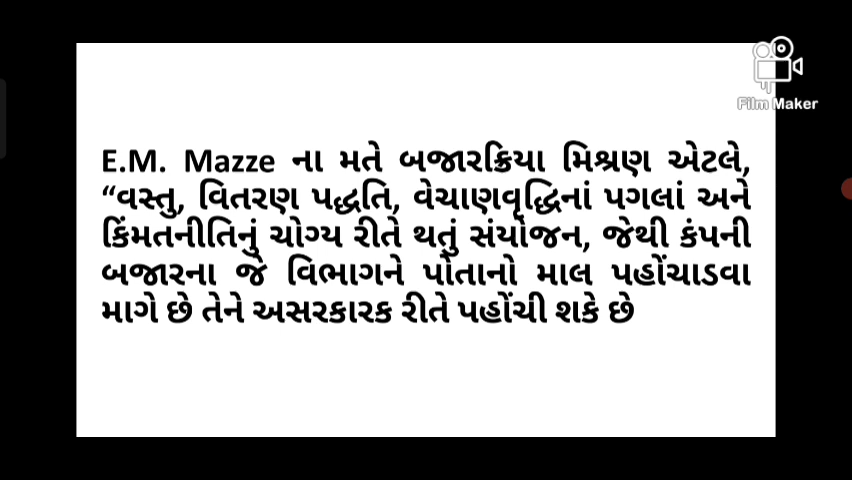 Film Maker
E.M. Mazze ના મતે બજારક્રિયા મિશ્રણ એટલે,
“વસ્તુ, વિતરણ પદ્ધતિ, વેચાણવૃદ્ધિનાં પગલાં અને
કિંમતનીતિનું યોગ્ય રીતે થતું સંયોજન, જેથી કંપની
બજારના જે વિભાગને પોતાનો માલ પહોંચાડવા
માગે છે તેને અસરકારક રીતે પહોંચી શકે છે